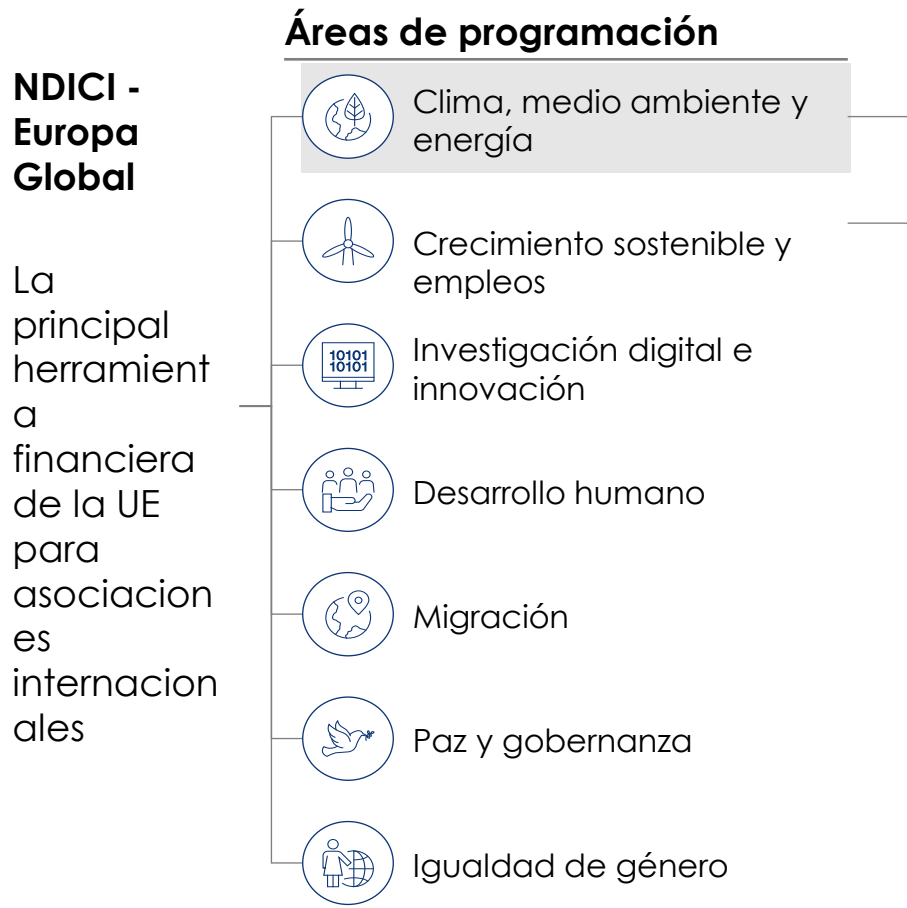 Áreas de programación
NDICI -
Europa
Global
La
principal
herramient
a
financiera
de la UE
para
asociacion
es
internacion
ales
Clima, medio ambiente y
energía
Crecimiento sostenible y
empleos
10101
10101
Investigación digital e
innovación
Desarrollo humano
Migración
Paz y gobernanza
Igualdad de género